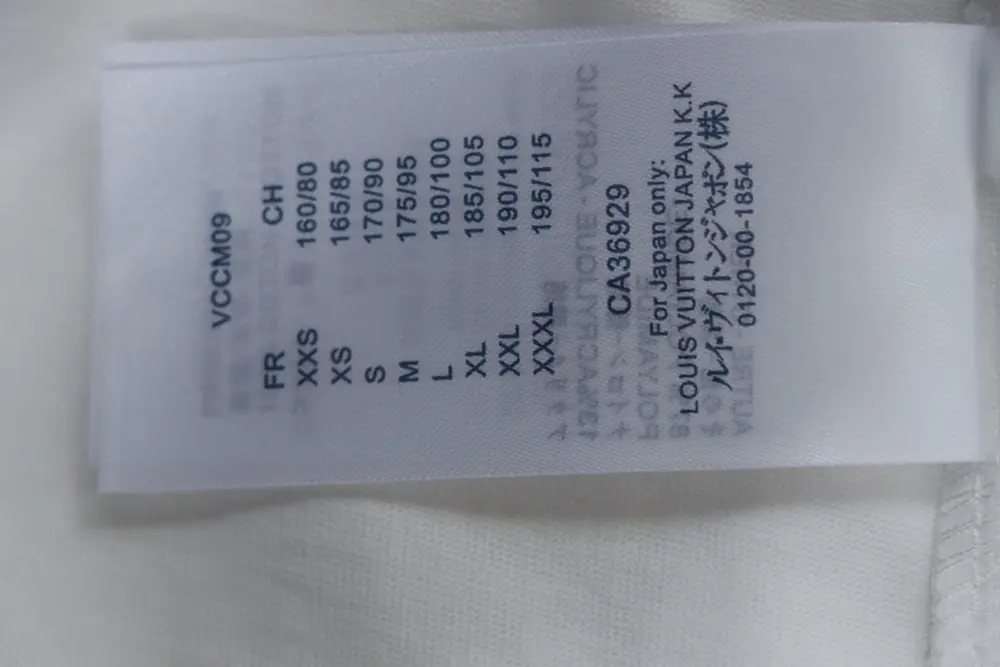 VCCM09
FR CH
XXS 160/80
XS 165/85
S 170/90
M 175/95
L 180/100
XL 185/105
XXL 190/110
XXXL 195/115
CA36929
For Japan only:
LOUIS VUITTON JAPAN K.K
ルイ・ヴィトンジャポン(株)
0120-00-1854